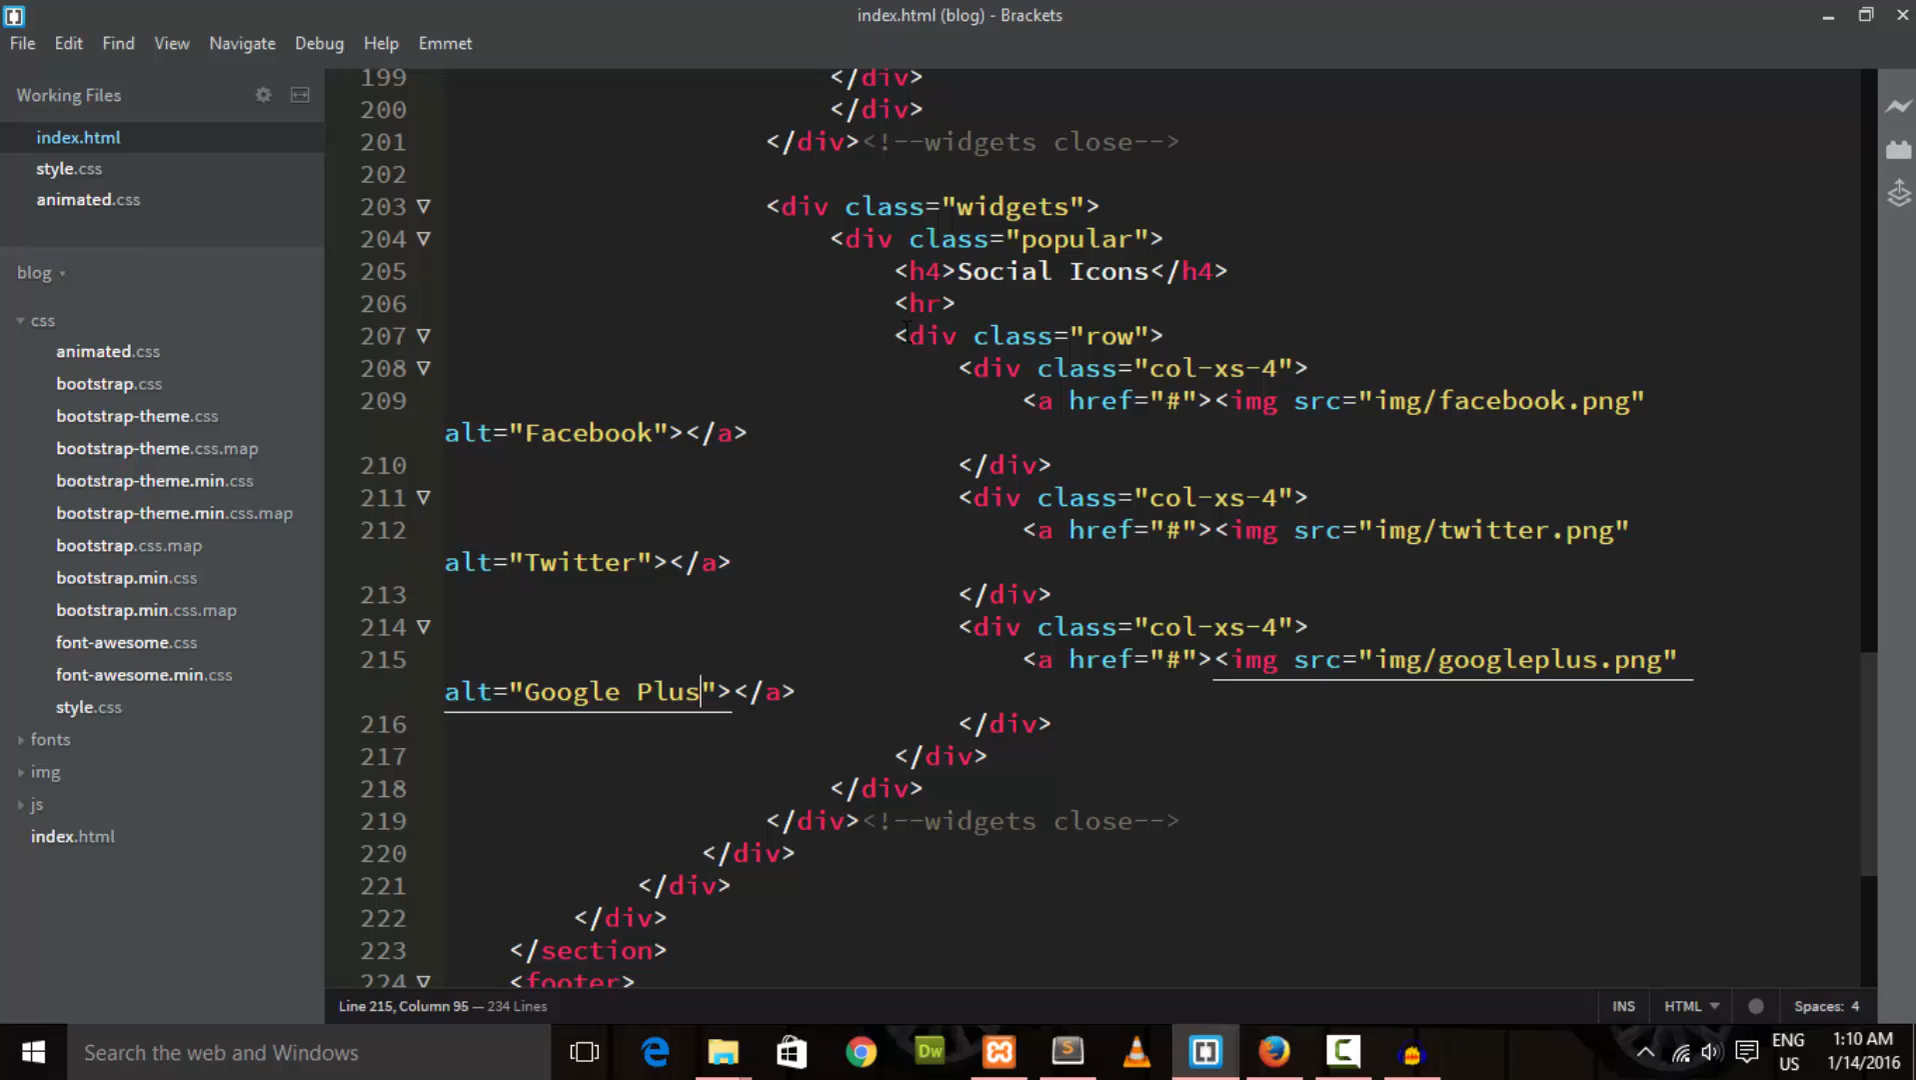 index.html (blog) - Brackets
File Edit Find View Navigate Debug Help Emmet
Working Files
index.html
style.css
animated.css
blog
css
animated.css
bootstrap.css
bootstrap-theme.css
bootstrap-theme.css.map
bootstrap-theme.min.css
bootstrap-theme.min.css.map
bootstrap.css.map
bootstrap.min.css
bootstrap.min.css.map
font-awesome.css
font-awesome.min.css
style.css
fonts
img
js
index.html
199 </div>
200 </div>
201 </div><!--widgets close-->
202
203 <div class="widgets">
204 <div class="popular">
205 <h4>Social Icons</h4>
206 <hr>
207 <div class="row">
208 <div class="col-xs-4">
209 <a href="#"><img src="img/facebook.png"
alt="Facebook"></a>
210 </div>
211 <div class="col-xs-4">
212 <a href="#"><img src="img/twitter.png"
alt="Twitter"></a>
213 </div>
214 <div class="col-xs-4">
215 <a href="#"><img src="img/googleplus.png"
alt="Google Plus"></a>
216 </div>
217 </div>
218 </div>
219 </div><!--widgets close-->
220 </div>
221 </div>
222 </div>
223 </section>
224 <footer>
Line 215, Column 95 — 234 Lines
INS HTML Spaces: 4
Search the web and Windows
Dw
S
C
ENG
US
1:10 AM
1/14/2016